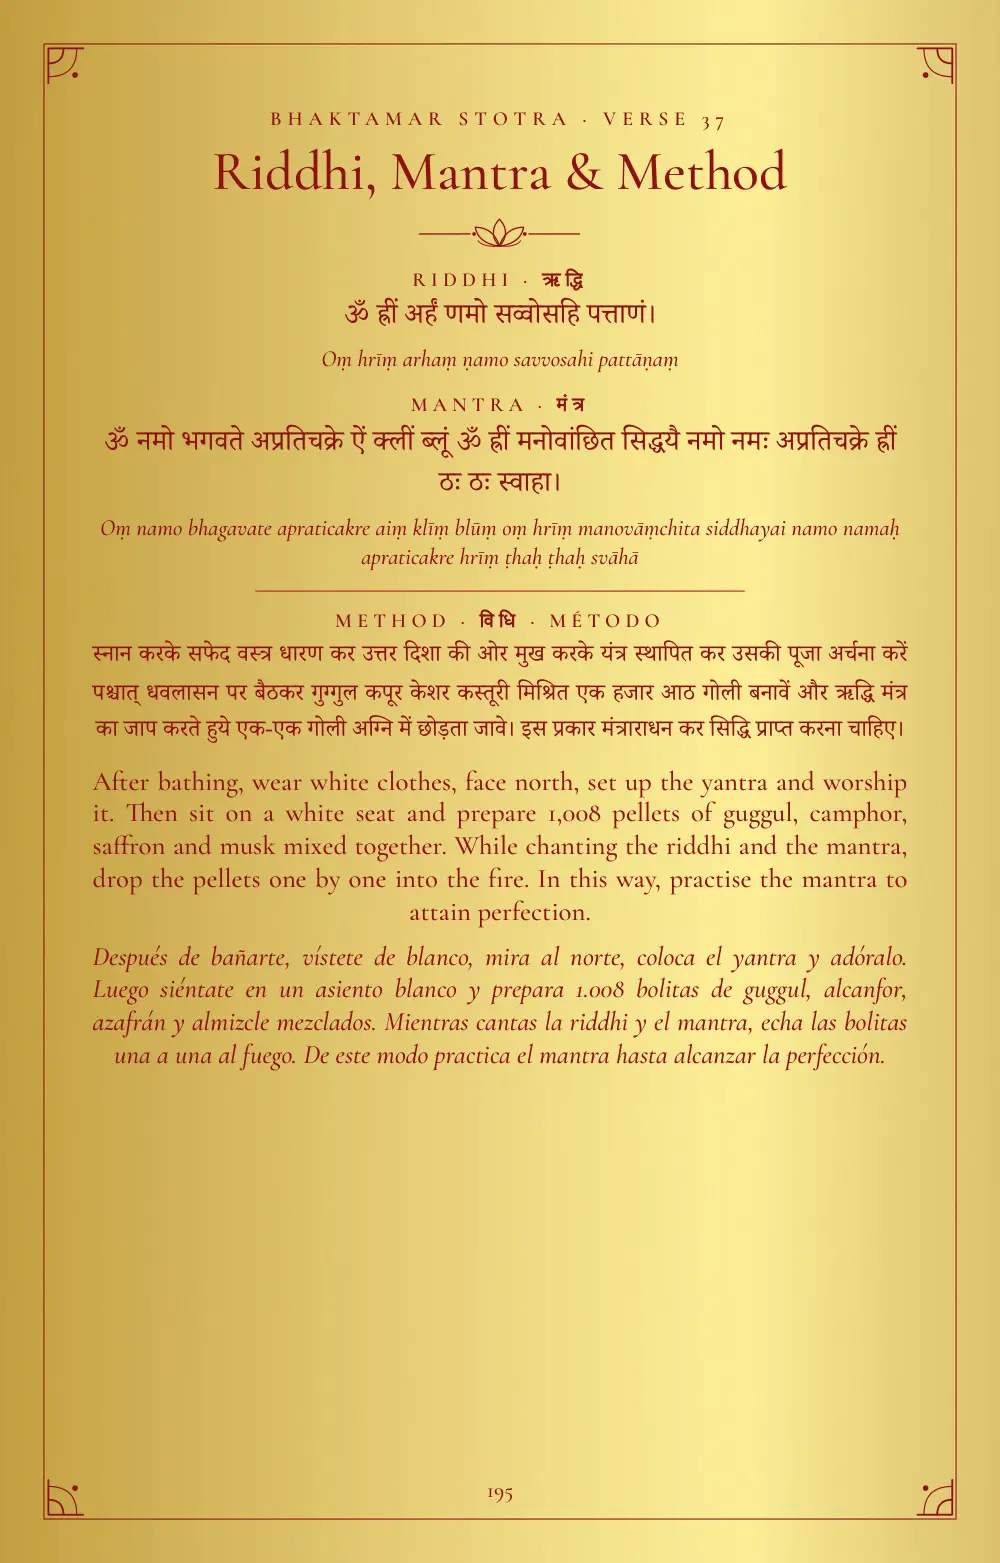 BHAKTAMAR STOTRA · VERSE 37
Riddhi, Mantra & Method
RIDDHI · ऋद्धि
ॐ ह्रीं अर्हं णमो सव्वोसहि पत्ताणं।
Oṃ hrīṃ arhaṃ ṇamo savvosahi pattāṇaṃ
MANTRA · मंत्र
ॐ नमो भगवते अप्रतिचक्रे ऐं क्लीं ब्लूं ॐ ह्रीं मनोवांछित सिद्धयै नमो नमः अप्रतिचक्रे ह्रीं
ठः ठः स्वाहा।
Oṃ namo bhagavate apraticakre aiṃ klīṃ blūṃ oṃ hrīṃ manovāṃchita siddhayai namo namaḥ
apraticakre hrīṃ ṭhaḥ ṭhaḥ svāhā
METHOD · विधि · MÉTODO
स्नान करके सफेद वस्त्र धारण कर उत्तर दिशा की ओर मुख करके यंत्र स्थापित कर उसकी पूजा अर्चना करें
पश्चात् धवलासन पर बैठकर गुग्गुल कपूर केशर कस्तूरी मिश्रित एक हजार आठ गोली बनावें और ऋद्धि मंत्र
का जाप करते हुये एक-एक गोली अग्नि में छोड़ता जावे। इस प्रकार मंत्राराधन कर सिद्धि प्राप्त करना चाहिए।
After bathing, wear white clothes, face north, set up the yantra and worship
it. Then sit on a white seat and prepare 1,008 pellets of guggul, camphor,
saffron and musk mixed together. While chanting the riddhi and the mantra,
drop the pellets one by one into the fire. In this way, practise the mantra to
attain perfection.
Después de bañarte, vístete de blanco, mira al norte, coloca el yantra y adóralo.
Luego siéntate en un asiento blanco y prepara 1.008 bolitas de guggul, alcanfor,
azafrán y almizcle mezclados. Mientras cantas la riddhi y el mantra, echa las bolitas
una a una al fuego. De este modo practica el mantra hasta alcanzar la perfección.
195